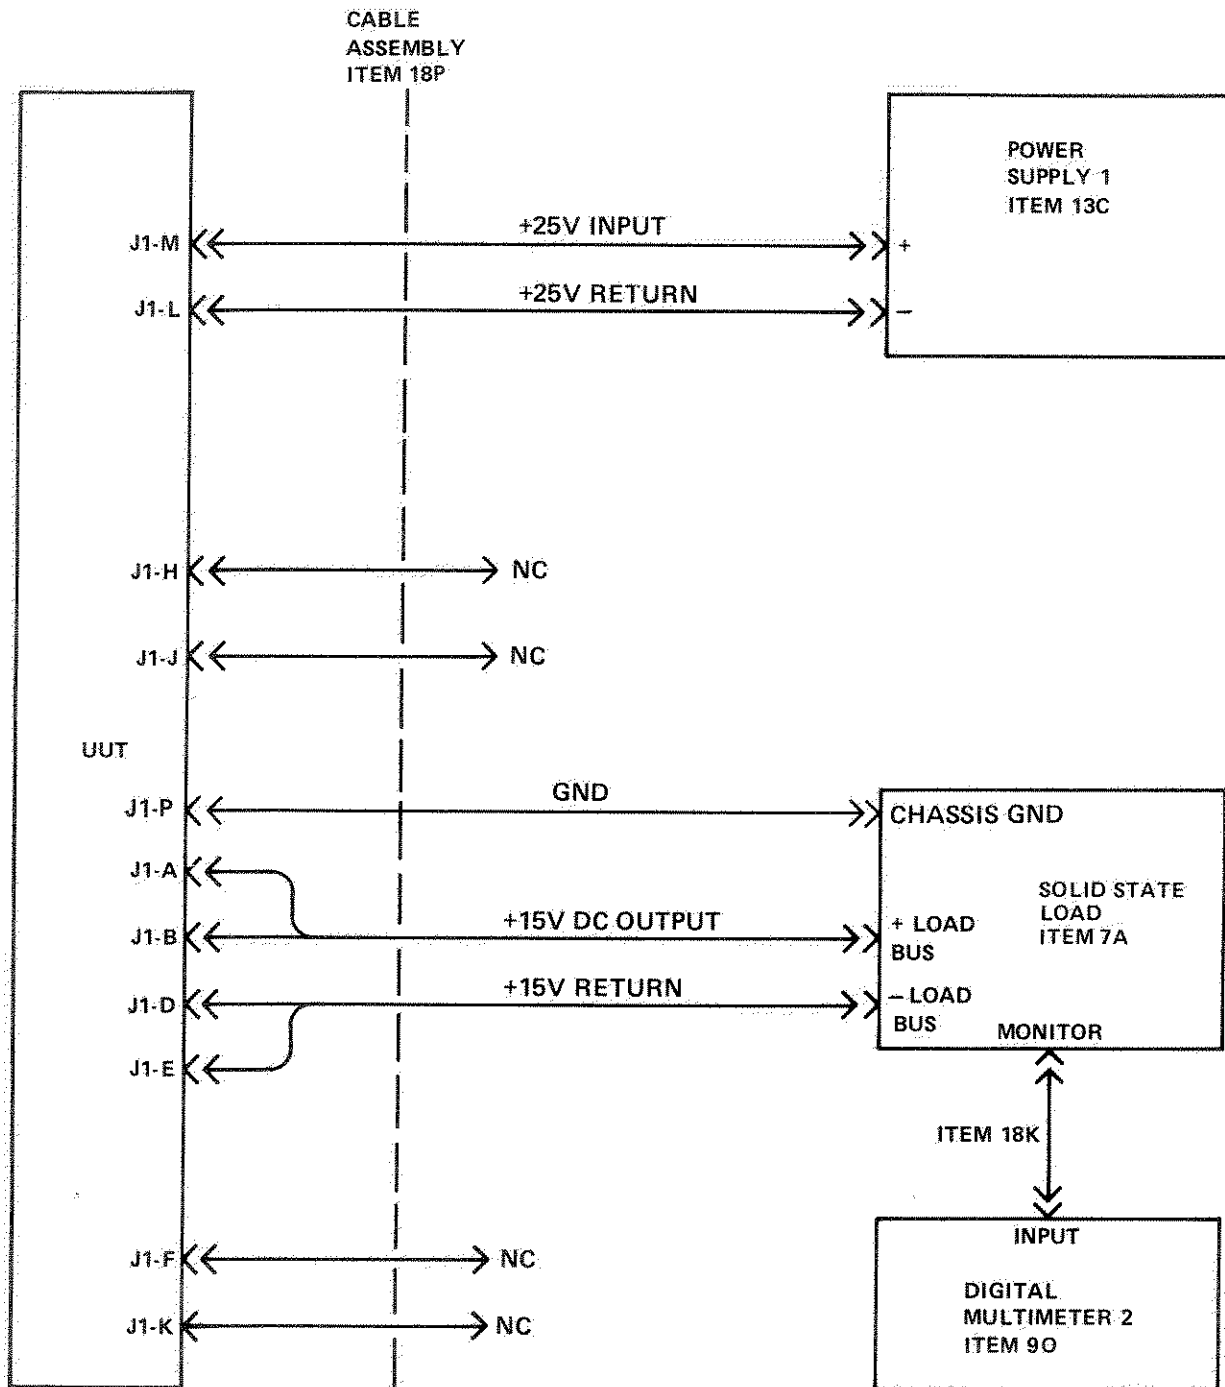 CABLE
ASSEMBLY
ITEM 18P
POWER
SUPPLY 1
ITEM 13C
J1-M
+25V INPUT
+
J1-L
+25V RETURN
−
J1-H
NC
J1-J
NC
UUT
J1-P
GND
CHASSIS GND
J1-A
SOLID STATE
LOAD
ITEM 7A
J1-B
+15V DC OUTPUT
+ LOAD
BUS
J1-D
+15V RETURN
− LOAD
BUS
MONITOR
J1-E
ITEM 18K
INPUT
J1-F
NC
DIGITAL
MULTIMETER 2
ITEM 9O
J1-K
NC